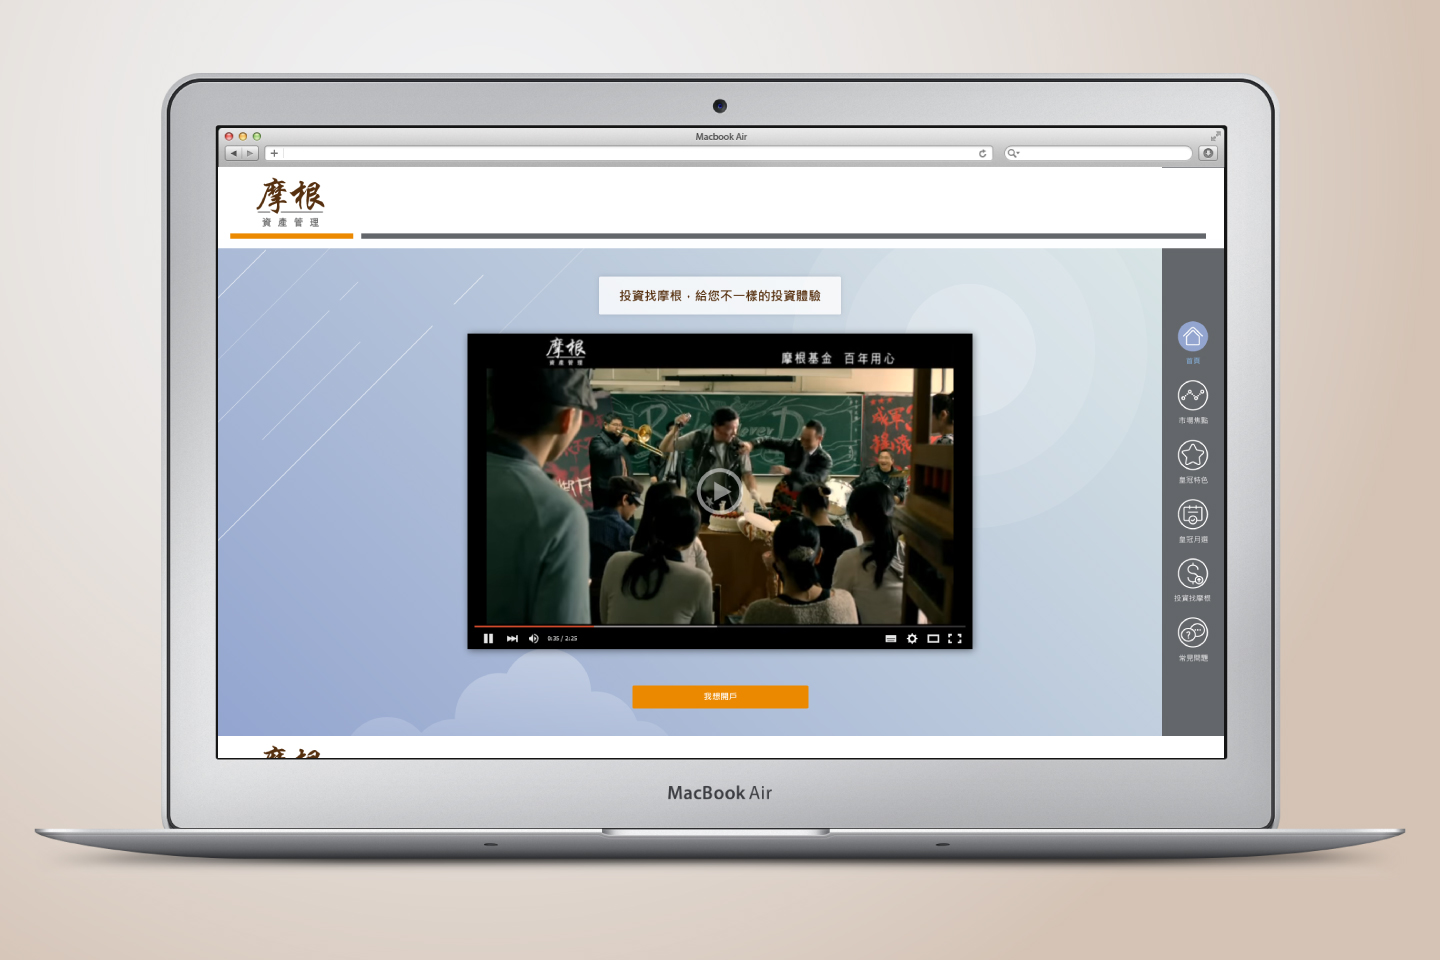 Macbook Air
摩根
資產管理
投資找摩根，給您不一樣的投資體驗
摩根
資產管理
摩根基金 百年用心
0:35 / 2:25
我想開戶
首頁
市場焦點
皇冠特色
皇冠月選
投資找摩根
常見問題
MacBook Air